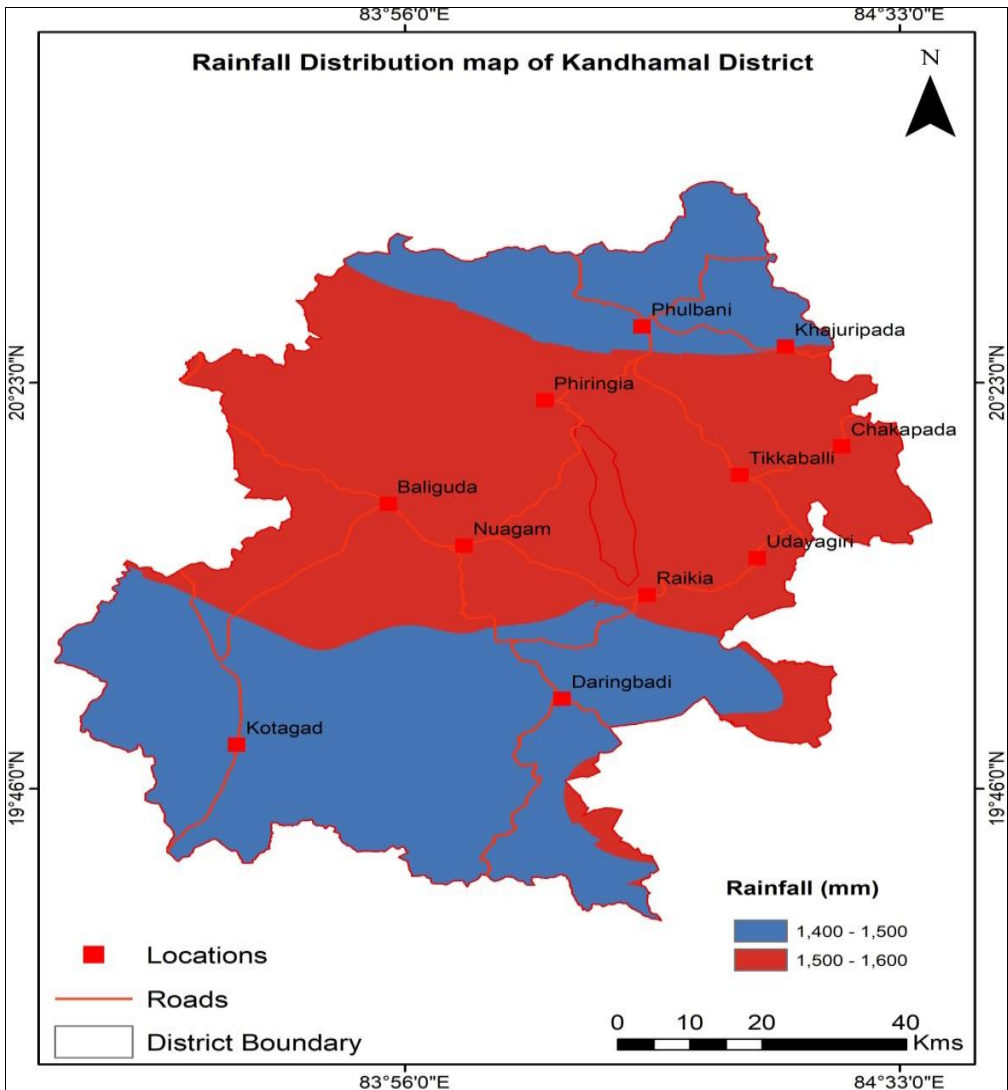 83°56'0"E
84°33'0"E
Rainfall Distribution map of Kandhamal District
N
Phulbani
Khajuripada
20°23'0"N
20°23'0"N
Phiringia
Chakapada
Tikkaballi
Baliguda
Nuagam
Udayagiri
Raikia
Daringbadi
Kotagad
19°46'0"N
19°46'0"N
Rainfall (mm)
1,400 - 1,500
1,500 - 1,600
Locations
Roads
District Boundary
0 10 20 40
Kms
83°56'0"E
84°33'0"E